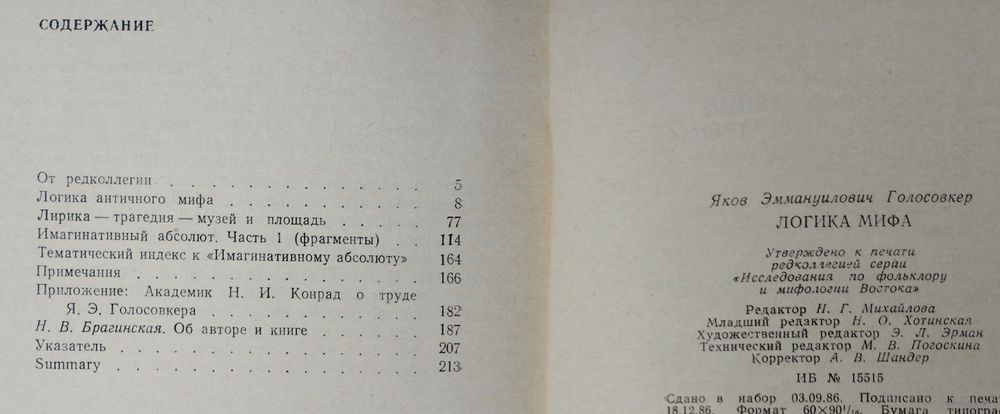 СОДЕРЖАНИЕ
От редколлегии . . . . . . . . . . . . . . . 5
Логика античного мифа . . . . . . . . . . . 8
Лирика — трагедия — музей и площадь . . . . . 77
Имагинативный абсолют. Часть 1 (фрагменты) . . 114
Тематический индекс к «Имагинативному абсолюту» 164
Примечания . . . . . . . . . . . . . . . . 166
Приложение: Академик Н. И. Конрад о труде
Я. Э. Голосовкера . . . . . . . . . . . . . 182
Н. В. Брагинская. Об авторе и книге . . . . . . 187
Указатель . . . . . . . . . . . . . . . . . 207
Summary . . . . . . . . . . . . . . . . . 213
Яков Эммануилович Голосовкер
ЛОГИКА МИФА
Утверждено к печати
редколлегией серии
«Исследования по фольклору
и мифологии Востока»
Редактор Н. Г. Михайлова
Младший редактор Н. О. Хотинская
Художественный редактор Э. Л. Эрман
Технический редактор М. В. Погоскина
Корректор А. В. Шандер
ИБ № 15515
Сдано в набор 03.09.86. Подписано к печа
18.12.86. Формат 60×90¹/₁₆. Бумага типогр